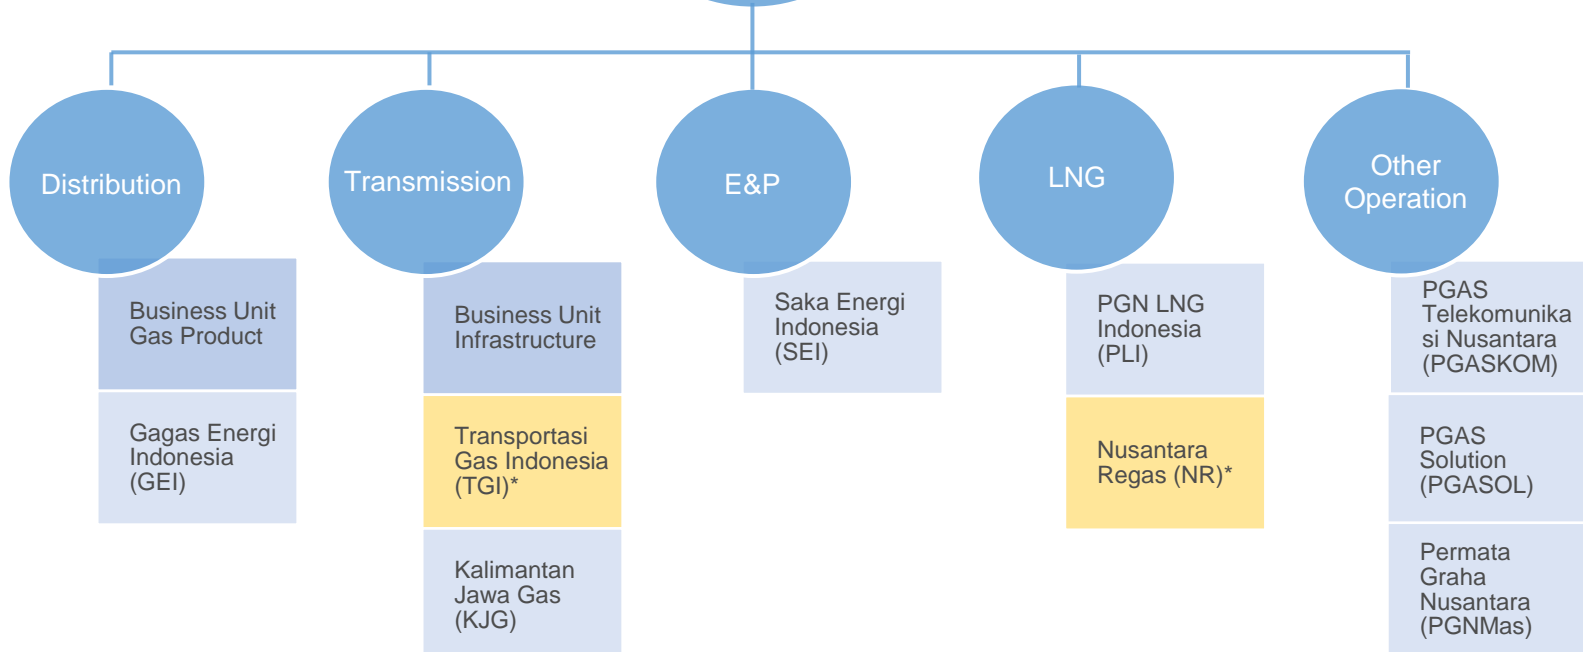 Distribution
Transmission
E&P
LNG
Other
Operation
Business Unit
Gas Product
Gagas Energi
Indonesia
(GEI)
Business Unit
Infrastructure
Transportasi
Gas Indonesia
(TGI)*
Kalimantan
Jawa Gas
(KJG)
Saka Energi
Indonesia
(SEI)
PGN LNG
Indonesia
(PLI)
Nusantara
Regas (NR)*
PGAS
Telekomunika
si Nusantara
(PGASKOM)
PGAS
Solution
(PGASOL)
Permata
Graha
Nusantara
(PGNMas)